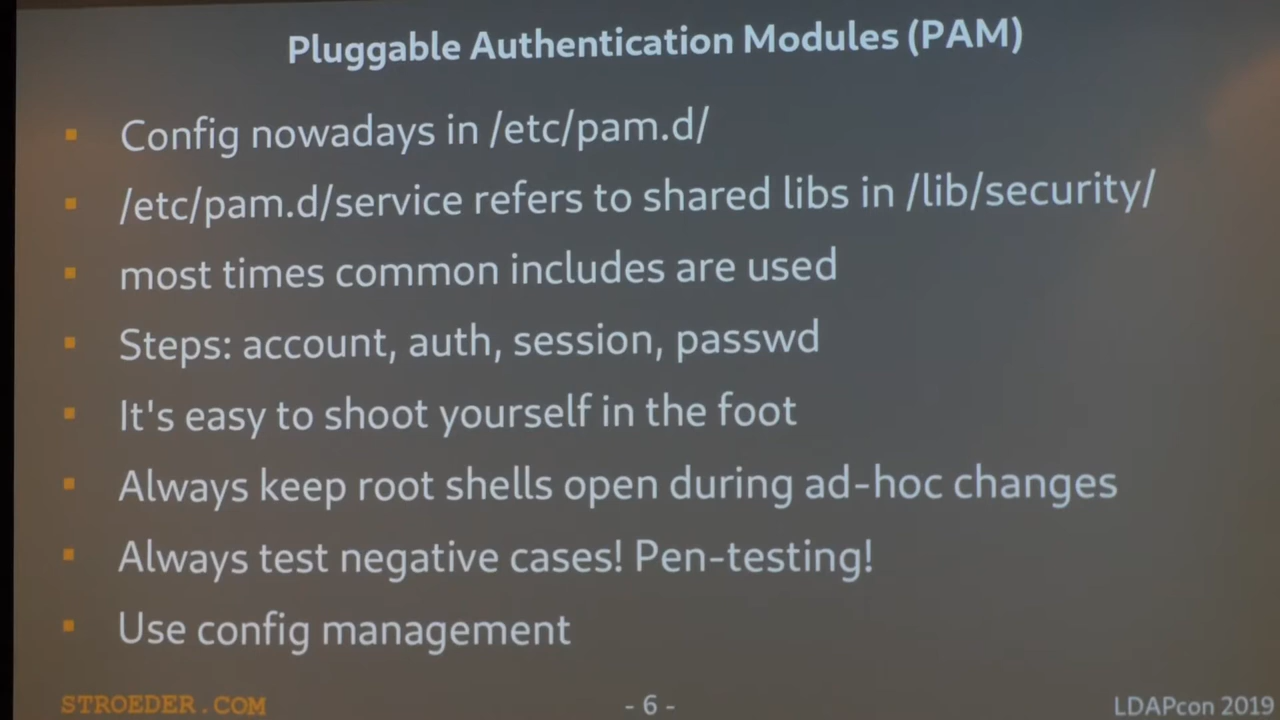 Pluggable Authentication Modules (PAM)
Config nowadays in /etc/pam.d/
/etc/pam.d/service refers to shared libs in /lib/security/
most times common includes are used
Steps: account, auth, session, passwd
It's easy to shoot yourself in the foot
Always keep root shells open during ad-hoc changes
Always test negative cases! Pen-testing!
Use config management
STROEDER.COM
- 6 -
LDAPcon 2019